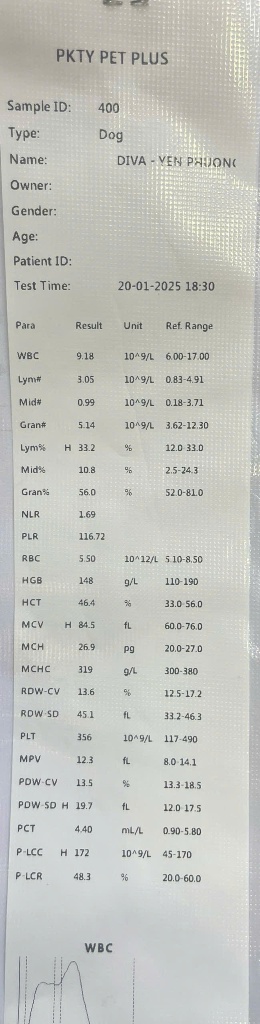 PKTY PET PLUS
Sample ID: 400
Type: Dog
Name: DIVA - YEN PHUONG
Owner:
Gender:
Age:
Patient ID:
Test Time: 20-01-2025 18:30
Para Result Unit Ref. Range
WBC 9.18 10^9/L 6.00-17.00
Lym# 3.05 10^9/L 0.83-4.91
Mid# 0.99 10^9/L 0.18-3.71
Gran# 5.14 10^9/L 3.62-12.30
Lym% H 33.2 % 12.0-33.0
Mid% 10.8 % 2.5-24.3
Gran% 56.0 % 52.0-81.0
NLR 1.69
PLR 116.72
RBC 5.50 10^12/L 5.10-8.50
HGB 148 g/L 110-190
HCT 46.4 % 33.0-56.0
MCV H 84.5 fL 60.0-76.0
MCH 26.9 pg 20.0-27.0
MCHC 319 g/L 300-380
RDW-CV 13.6 % 12.5-17.2
RDW-SD 45.1 fL 33.2-46.3
PLT 356 10^9/L 117-490
MPV 12.3 fL 8.0-14.1
PDW-CV 13.5 % 13.3-18.5
PDW-SD H 19.7 fL 12.0-17.5
PCT 4.40 mL/L 0.90-5.80
P-LCC H 172 10^9/L 45-170
P-LCR 48.3 % 20.0-60.0
WBC